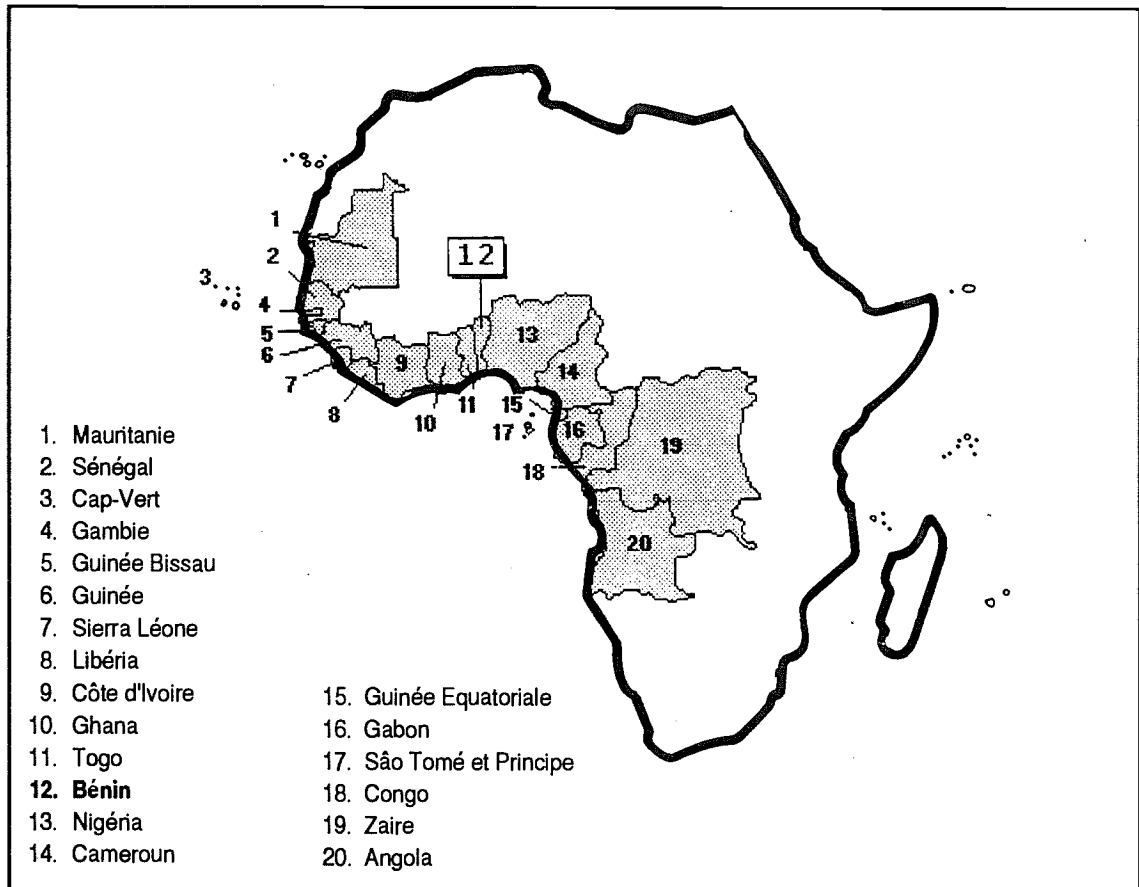 1
2
3
4
5
6
7
8
9
10
11
12
13
14
15
16
17
18
19
20
1. Mauritanie
2. Sénégal
3. Cap-Vert
4. Gambie
5. Guinée Bissau
6. Guinée
7. Sierra Léone
8. Libéria
9. Côte d'Ivoire
10. Ghana
11. Togo
12. Bénin
13. Nigéria
14. Cameroun
15. Guinée Equatoriale
16. Gabon
17. Sâo Tomé et Principe
18. Congo
19. Zaire
20. Angola